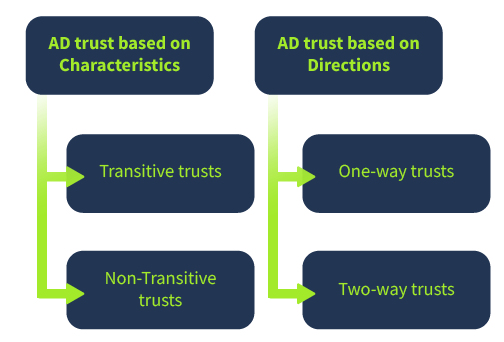 AD trust based on
Characteristics
Transitive trusts
Non-Transitive
trusts
AD trust based on
Directions
One-way trusts
Two-way trusts